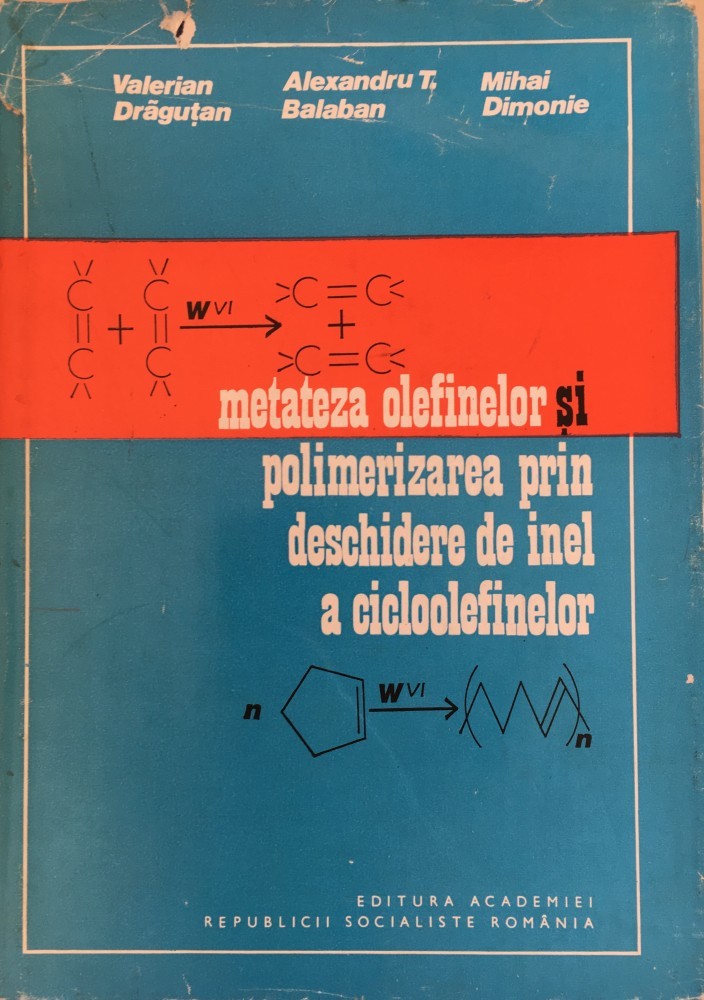 Valerian Drăguțan
Alexandru T. Balaban
Mihai Dimonie
C C W VI >C=C<
|| + || → +
C C >C=C<
metateza olefinelor și
polimerizarea prin
deschidere de inel
a cicloolefinelor
n W VI → ( )n
EDITURA ACADEMIEI
REPUBLICII SOCIALISTE ROMÂNIA